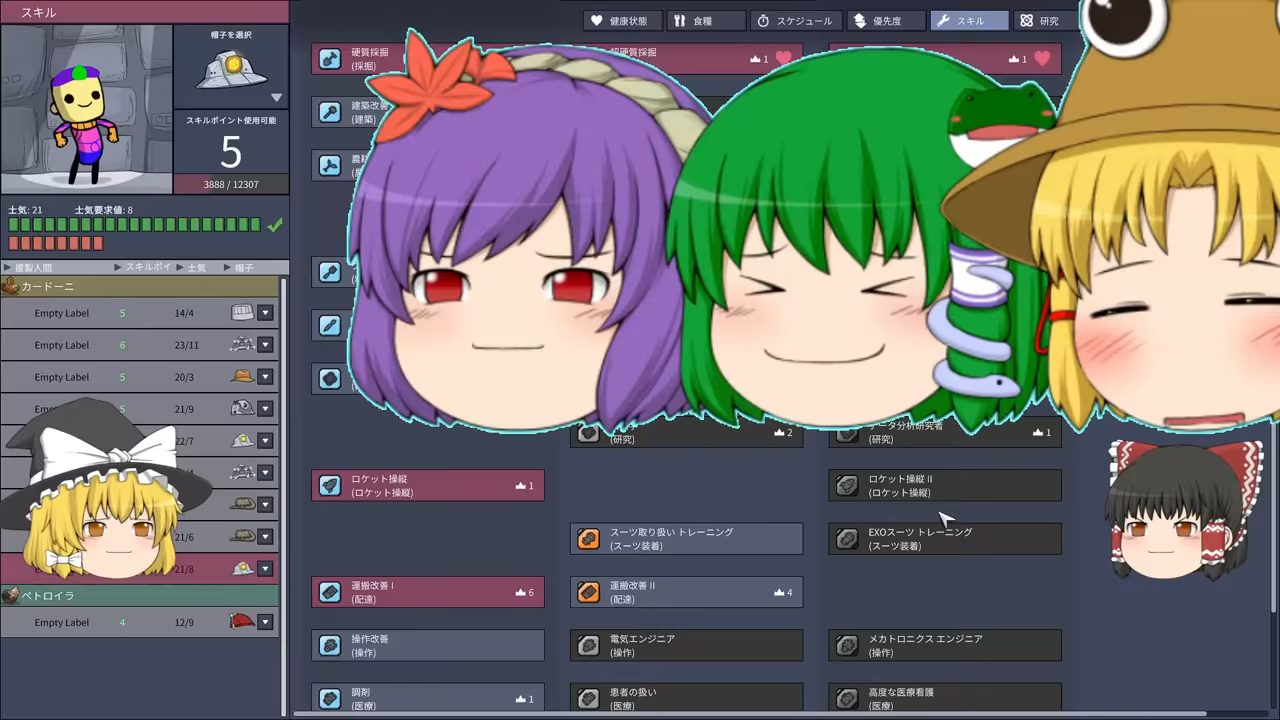 スキル
帽子を選択
スキルポイント使用可能
5
3888 / 12307
士気: 21
士気要求値: 8
複製人間
スキルポイ
士気
帽子
カードーニ
Empty Label 5 14/4
Empty Label 6 23/11
Empty Label 5 20/3
5 21/9
22/7
21/6
21/8
ペトロイラ
Empty Label 4 12/9
健康状態
食糧
スケジュール
優先度
スキル
研究
硬質採掘
(採掘)
超硬質採掘
1
1
建築改善
(建築)
(研究)
2
データ分析研究者
(研究)
1
ロケット操縦
(ロケット操縦)
1
ロケット操縦 II
(ロケット操縦)
スーツ取り扱い トレーニング
(スーツ装着)
EXOスーツ トレーニング
(スーツ装着)
運搬改善 I
(配達)
6
運搬改善 II
(配達)
4
操作改善
(操作)
電気エンジニア
(操作)
メカトロニクス エンジニア
(操作)
調剤
(医療)
1
患者の扱い
(医療)
高度な医療看護
(医療)